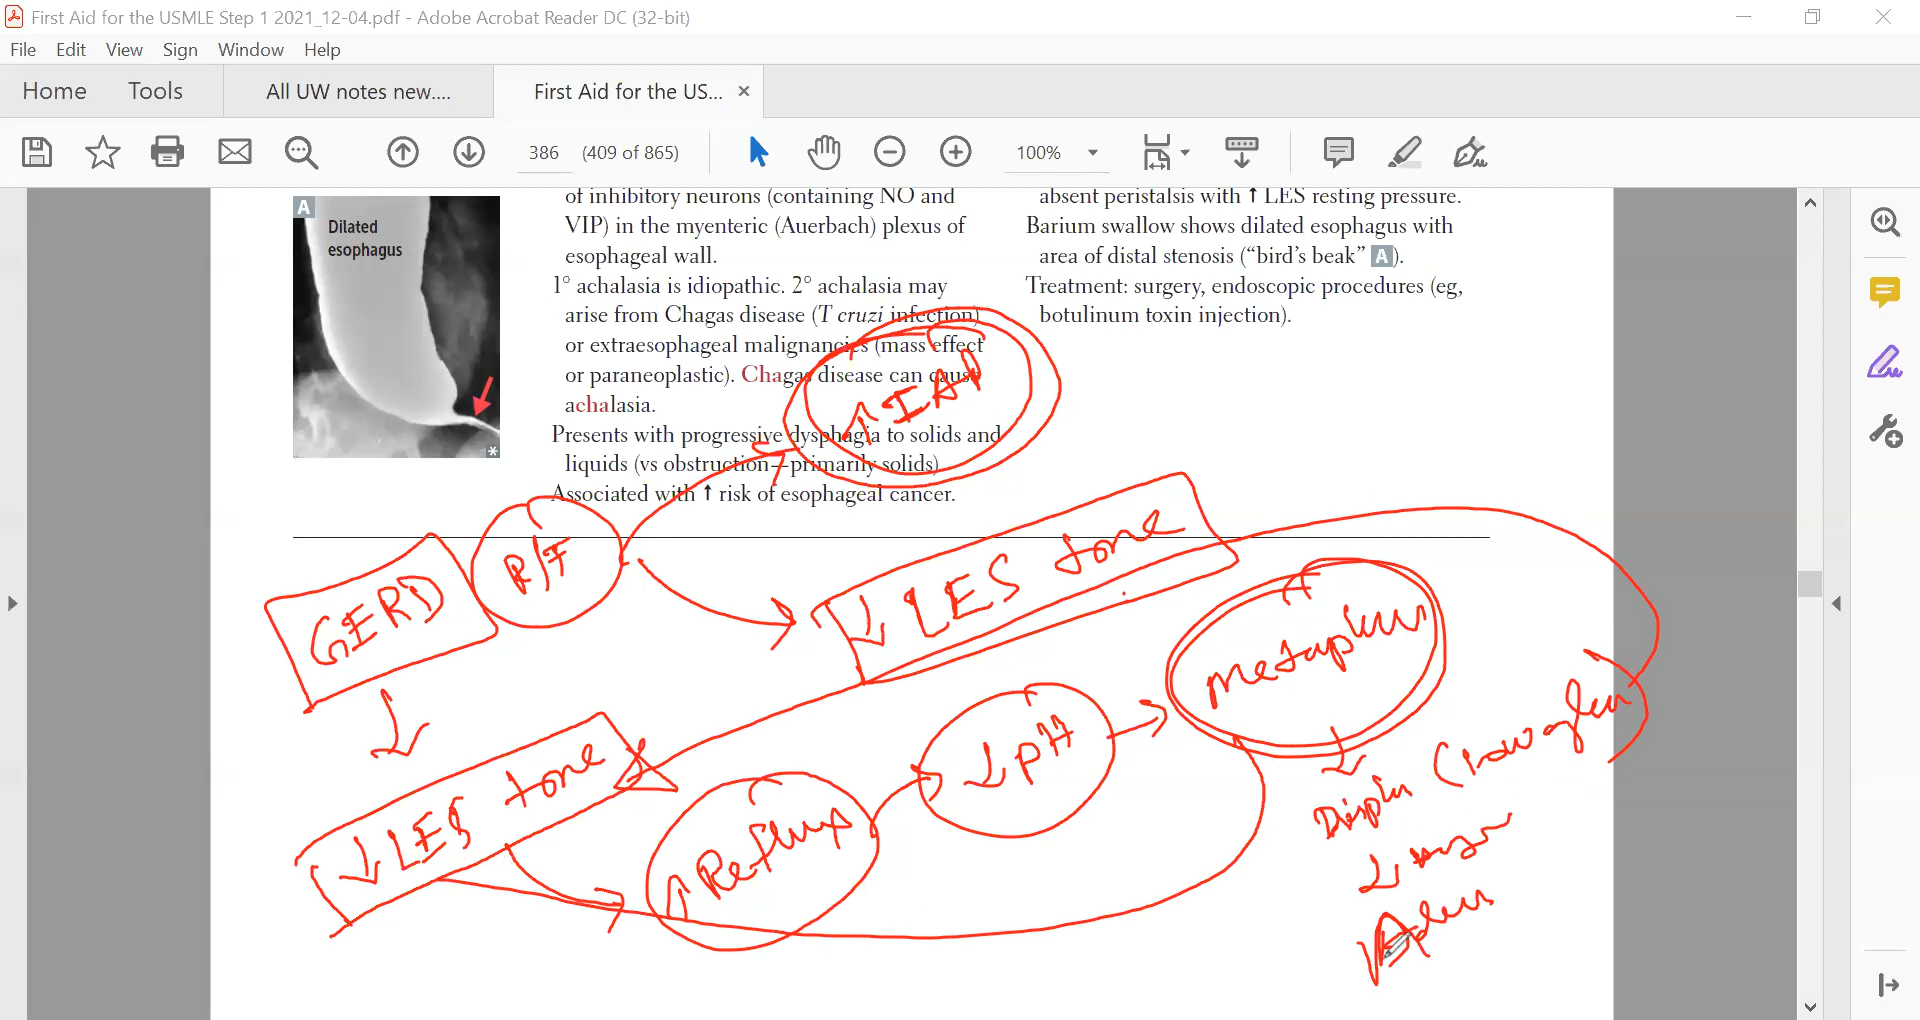 First Aid for the USMLE Step 1 2021_12-04.pdf - Adobe Acrobat Reader DC (32-bit)
File Edit View Sign Window Help
Home Tools All UW notes new.... First Aid for the US... ×
386 (409 of 865) 100%
A
Dilated
esophagus
of inhibitory neurons (containing NO and
VIP) in the myenteric (Auerbach) plexus of
esophageal wall.
1° achalasia is idiopathic. 2° achalasia may
arise from Chagas disease (T cruzi infection)
or extraesophageal malignancies (mass effect
or paraneoplastic). Chagas disease can cause
achalasia.
Presents with progressive dysphagia to solids and
liquids (vs obstruction—primarily solids)
Associated with ↑ risk of esophageal cancer.
absent peristalsis with ↑ LES resting pressure.
Barium swallow shows dilated esophagus with
area of distal stenosis (“bird’s beak” A).
Treatment: surgery, endoscopic procedures (eg,
botulinum toxin injection).
↑ IAP
GERD
R/F
↓ LES tone
↓ LES tone
↑ Reflux
↓ pH